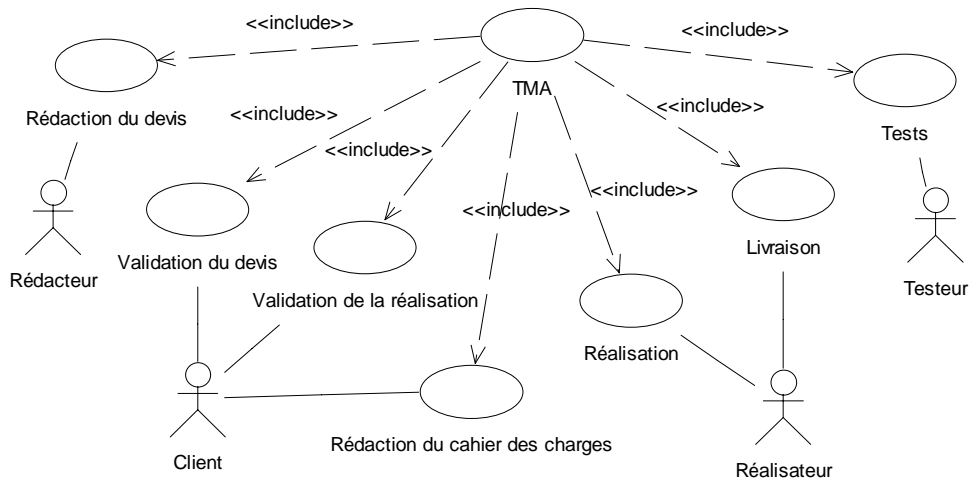 <<include>>
<<include>>
TMA
Rédaction du devis
<<include>>
Tests
<<include>>
<<include>>
<<include>>
<<include>>
Livraison
Validation du devis
Rédacteur
Testeur
Validation de la réalisation
Réalisation
Rédaction du cahier des charges
Client
Réalisateur